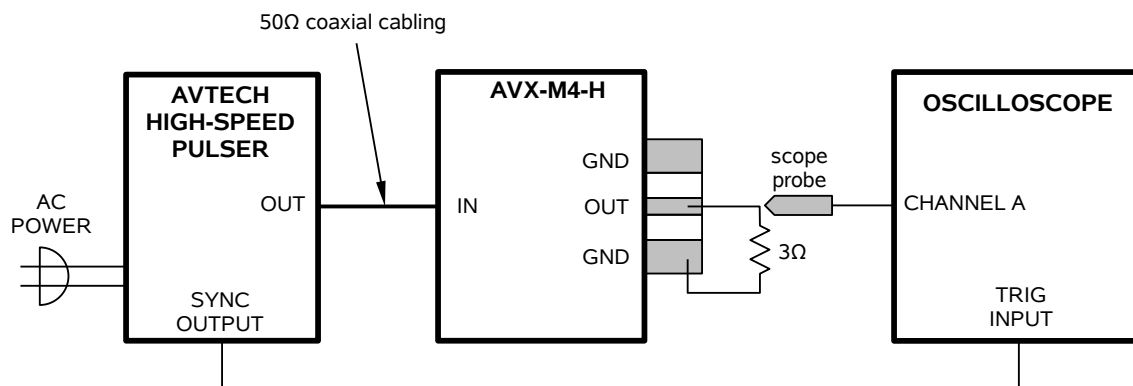 50Ω coaxial cabling
AVTECH
HIGH-SPEED
PULSER
OUT
AC
POWER
SYNC
OUTPUT
AVX-M4-H
GND
IN
OUT
GND
3Ω
scope
probe
OSCILLOSCOPE
CHANNEL A
TRIG
INPUT